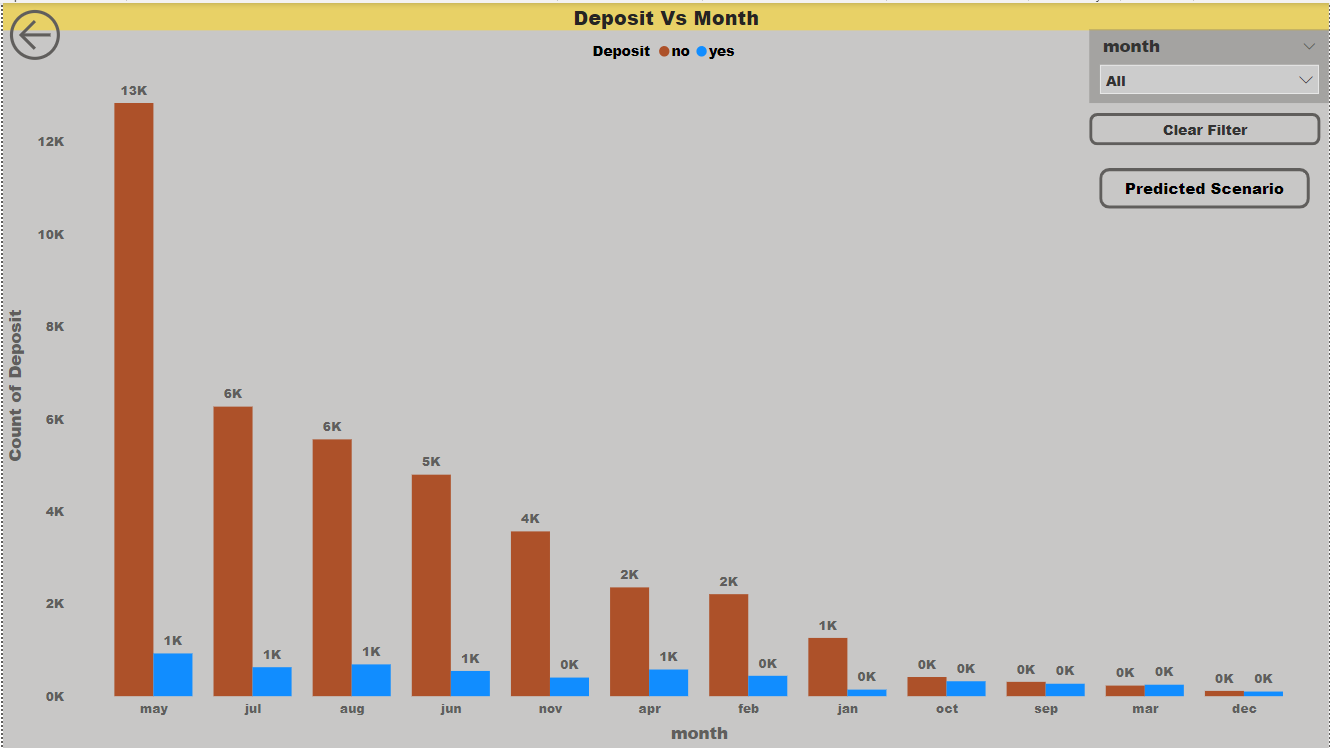 Deposit Vs Month
Deposit no yes
month
All
Clear Filter
Predicted Scenario
Count of Deposit
12K
10K
8K
6K
4K
2K
0K
13K
1K
6K
1K
6K
1K
5K
1K
4K
0K
2K
1K
2K
0K
1K
0K
0K
0K
0K
0K
0K
0K
0K
0K
may jul aug jun nov apr feb jan oct sep mar dec
month